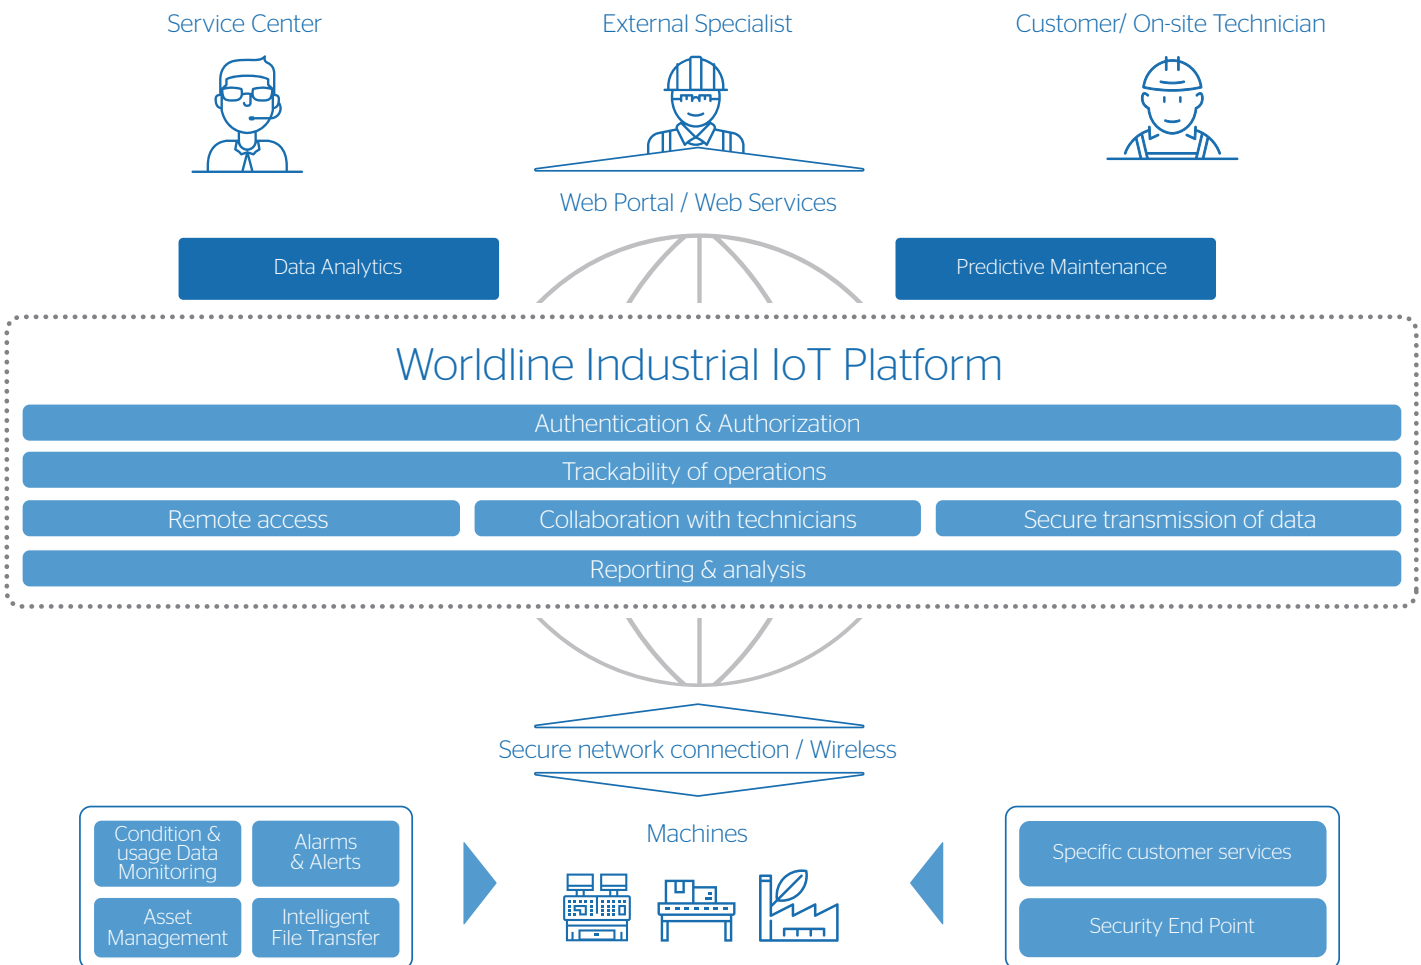 Service Center
External Specialist
Customer/ On-site Technician
Web Portal / Web Services
Data Analytics
Predictive Maintenance
Worldline Industrial IoT Platform
Authentication & Authorization
Trackability of operations
Remote access
Collaboration with technicians
Secure transmission of data
Reporting & analysis
Secure network connection / Wireless
Condition &
usage Data
Monitoring
Alarms
& Alerts
Asset
Management
Intelligent
File Transfer
Machines
Specific customer services
Security End Point